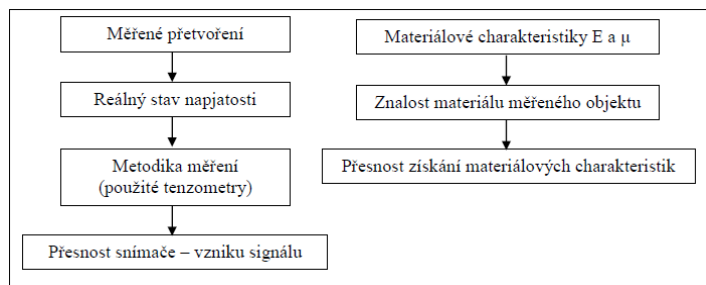 Měřené přetvoření
Reálný stav napjatosti
Metodika měření
(použité tenzometry)
Přesnost snímače – vzniku signálu
Materiálové charakteristiky E a μ
Znalost materiálu měřeného objektu
Přesnost získání materiálových charakteristik